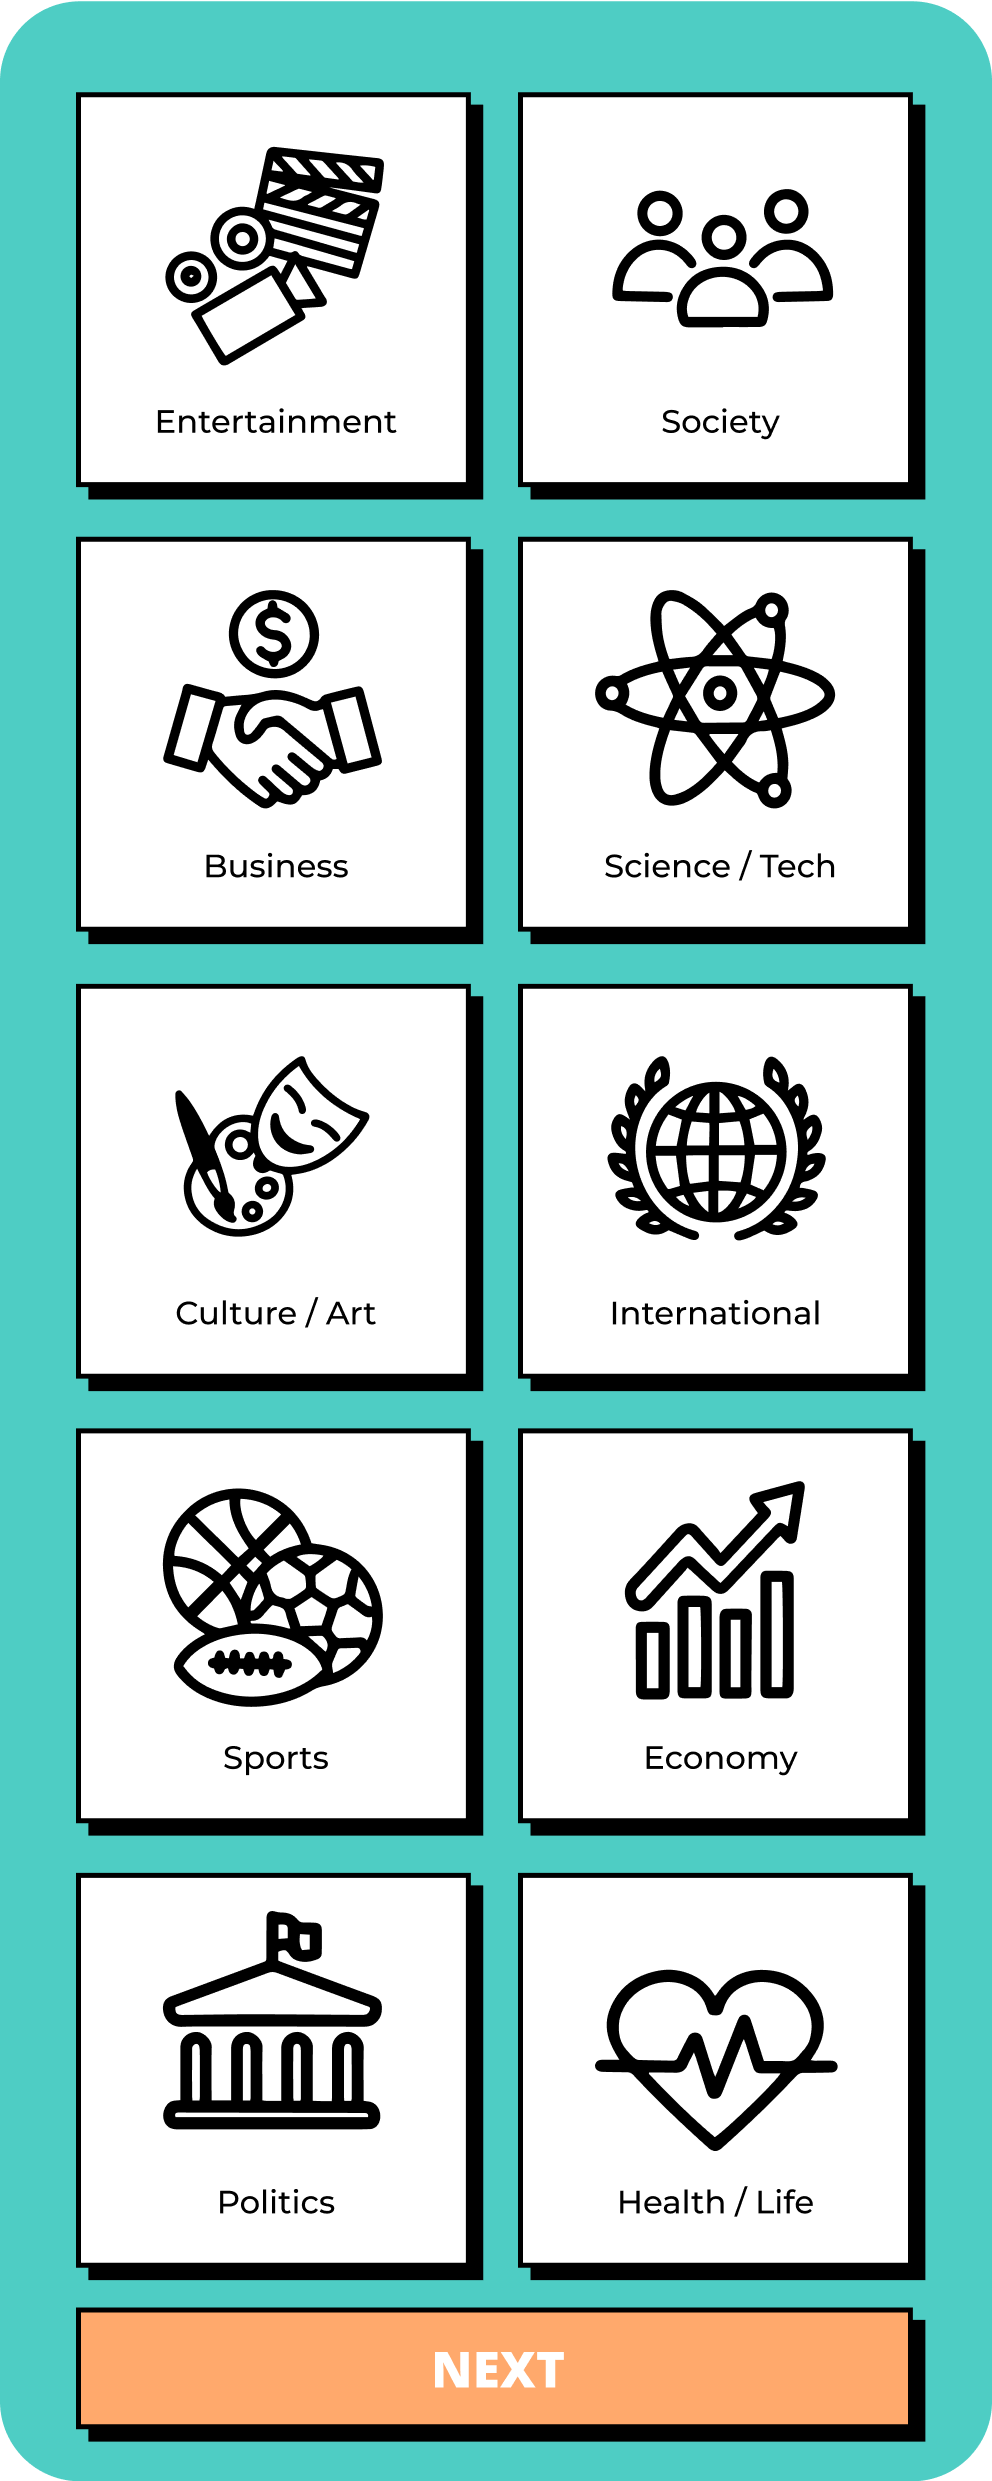 Entertainment
Society
Business
Science / Tech
Culture / Art
International
Sports
Economy
Politics
Health / Life
NEXT